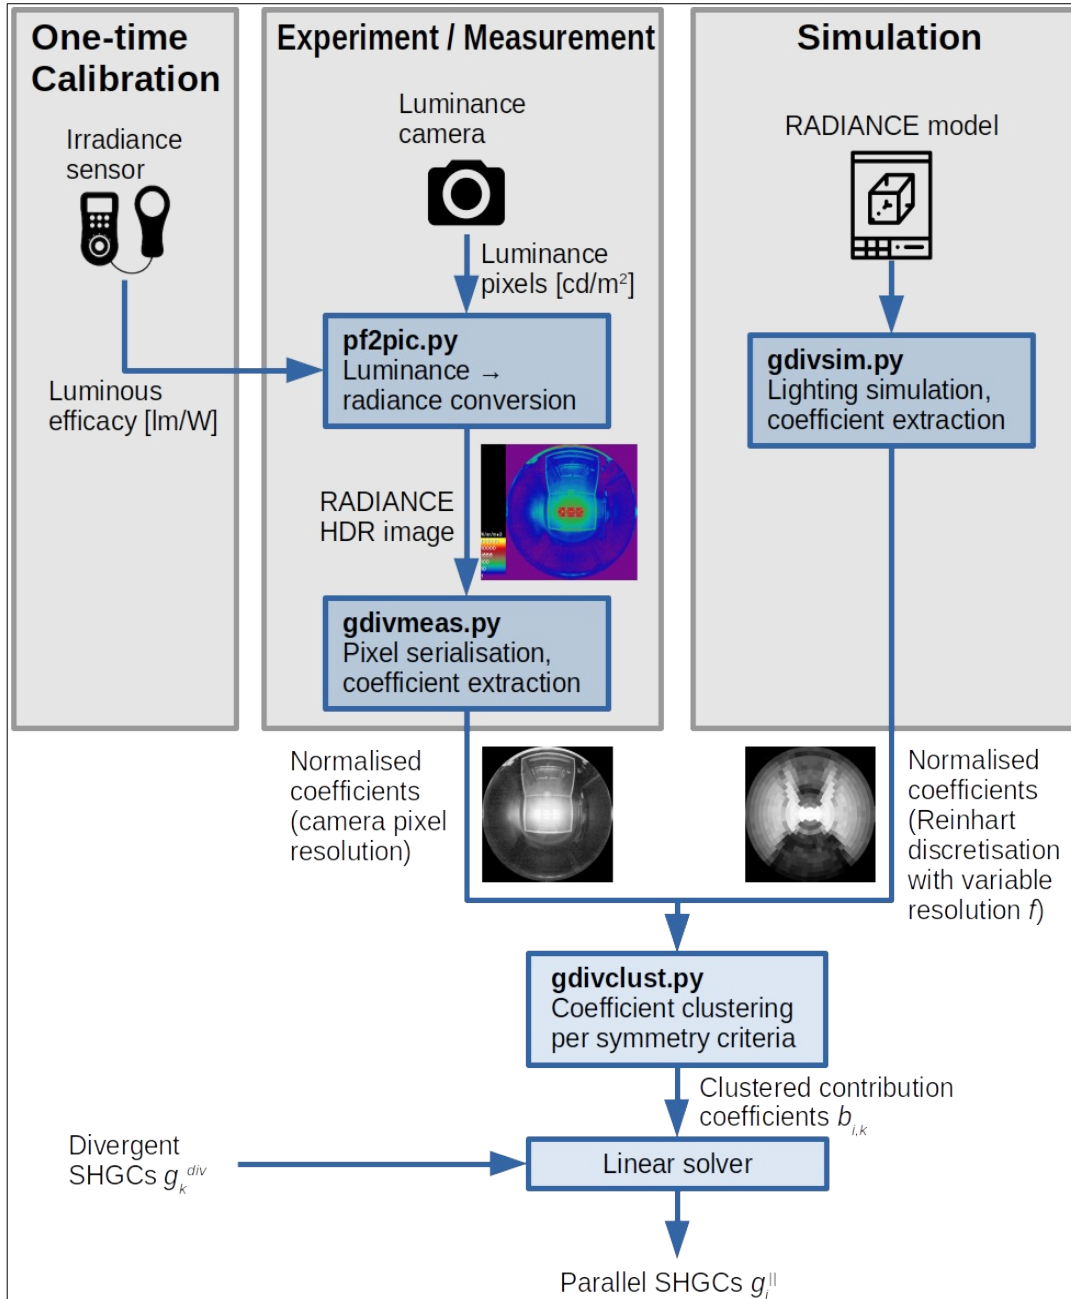 One-time
Calibration
Experiment / Measurement
Simulation
Irradiance
sensor
Luminance
camera
RADIANCE model
Luminance
pixels [cd/m²]
pf2pic.py
Luminance →
radiance conversion
gdivsim.py
Lighting simulation,
coefficient extraction
Luminous
efficacy [lm/W]
RADIANCE
HDR image
gdivmeas.py
Pixel serialisation,
coefficient extraction
Normalised
coefficients
(camera pixel
resolution)
Normalised
coefficients
(Reinhart
discretisation
with variable
resolution f)
gdivclust.py
Coefficient clustering
per symmetry criteria
Clustered contribution
coefficients b_{i,k}
Divergent
SHGCs g_k^{div}
Linear solver
Parallel SHGCs g_i^{||}